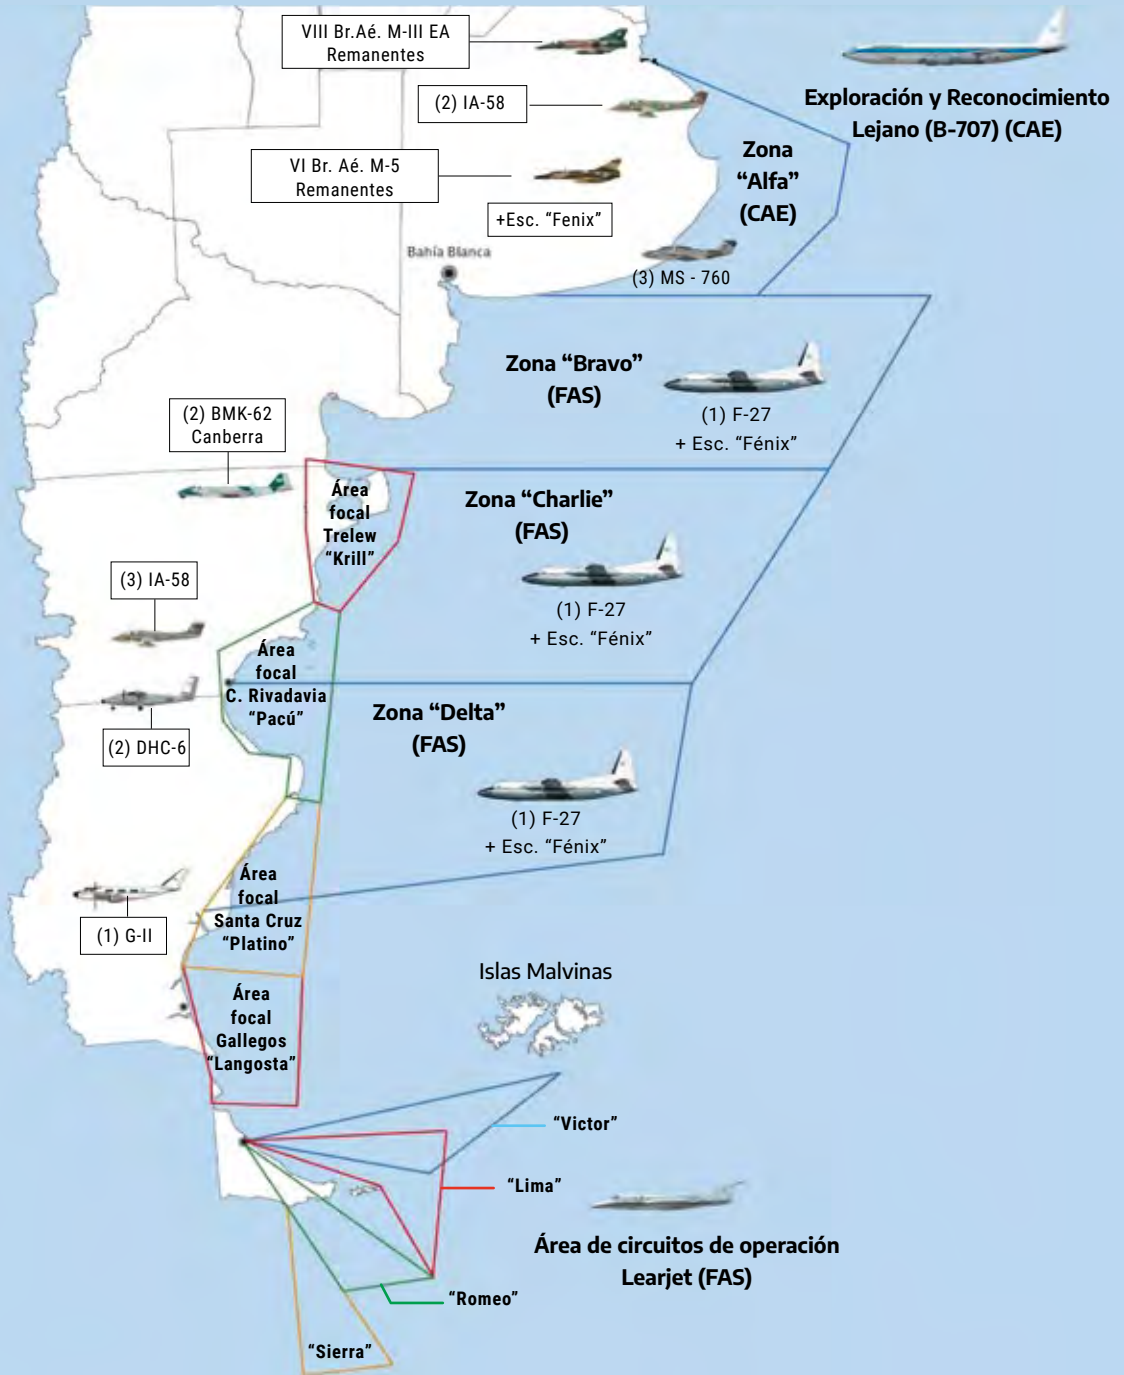 VIII Br.Aé. M-III EA
Remanentes
Exploración y Reconocimiento
Lejano (B-707) (CAE)
(2) IA-58
Zona
“Alfa”
(CAE)
VI Br. Aé. M-5
Remanentes
+Esc. “Fenix”
Bahía Blanca
(3) MS - 760
Zona “Bravo”
(FAS)
(1) F-27
+ Esc. “Fénix”
(2) BMK-62
Canberra
Área
focal
Trelew
“Krill”
Zona “Charlie”
(FAS)
(1) F-27
+ Esc. “Fénix”
(3) IA-58
Área
focal
C. Rivadavia
“Pacú”
(2) DHC-6
Zona “Delta”
(FAS)
(1) F-27
+ Esc. “Fénix”
Área
focal
Santa Cruz
“Platino”
(1) G-II
Islas Malvinas
Área
focal
Gallegos
“Langosta”
“Victor”
“Lima”
Área de circuitos de operación
Learjet (FAS)
“Romeo”
“Sierra”